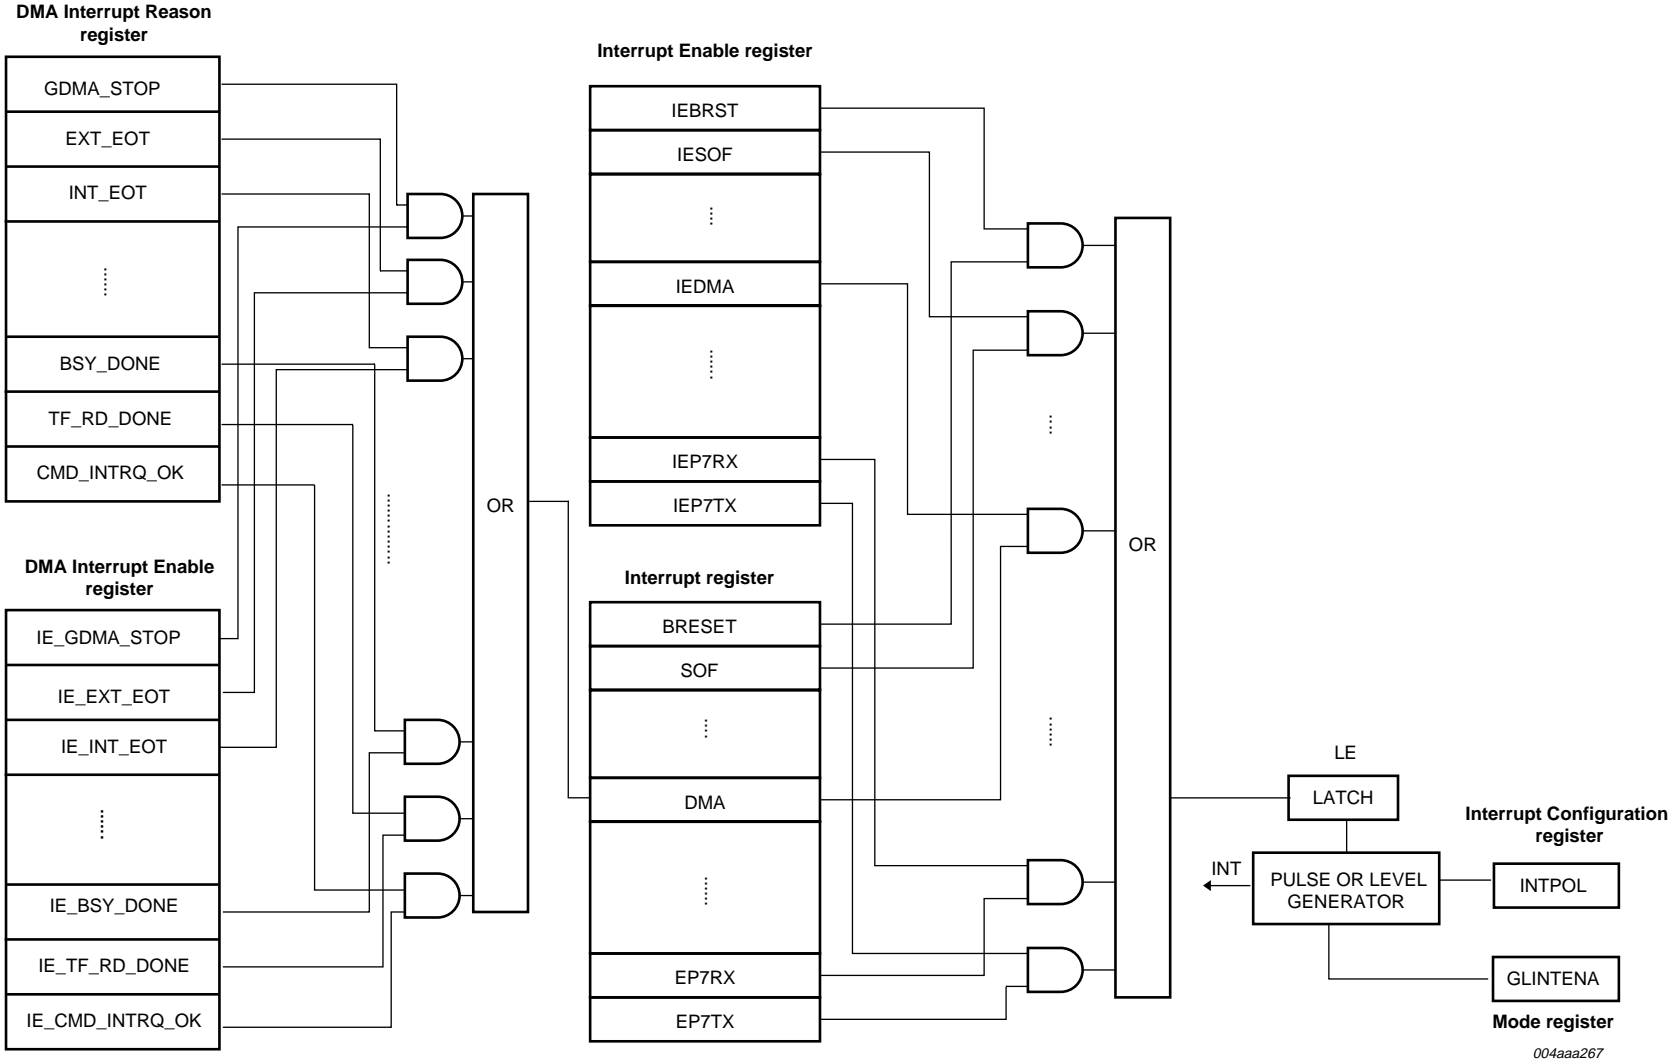 DMA Interrupt Reason
register
GDMA_STOP
EXT_EOT
INT_EOT
BSY_DONE
TF_RD_DONE
CMD_INTRQ_OK
DMA Interrupt Enable
register
IE_GDMA_STOP
IE_EXT_EOT
IE_INT_EOT
IE_BSY_DONE
IE_TF_RD_DONE
IE_CMD_INTRQ_OK
OR
Interrupt Enable register
IEBRST
IESOF
IEDMA
IEP7RX
IEP7TX
Interrupt register
BRESET
SOF
DMA
EP7RX
EP7TX
OR
LE
LATCH
INT
PULSE OR LEVEL
GENERATOR
Interrupt Configuration
register
INTPOL
GLINTENA
Mode register
004aaa267